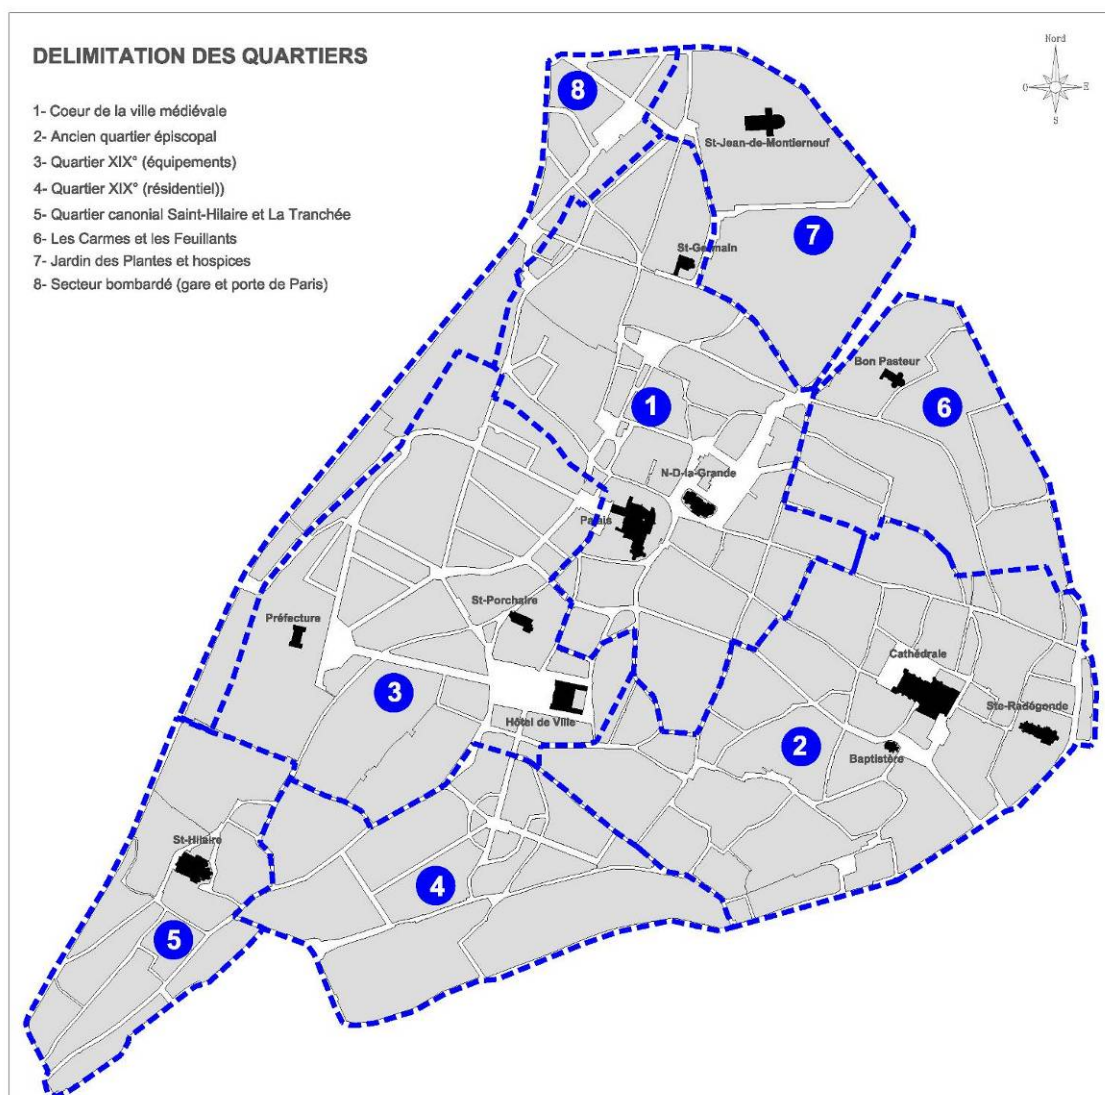 DELIMITATION DES QUARTIERS
1- Coeur de la ville médiévale
2- Ancien quartier épiscopal
3- Quartier XIX° (équipements)
4- Quartier XIX° (résidentiel))
5- Quartier canonial Saint-Hilaire et La Tranchée
6- Les Carmes et les Feuillants
7- Jardin des Plantes et hospices
8- Secteur bombardé (gare et porte de Paris)
Nord
O
E
S
8
St-Jean-de-Montierneuf
7
St-Germain
Bon Pasteur
1
6
N-D-la-Grande
Palais
St-Porchaire
Préfecture
Cathédrale
3
Ste-Radégonde
Hôtel de Ville
2
Baptistère
St-Hilaire
4
5